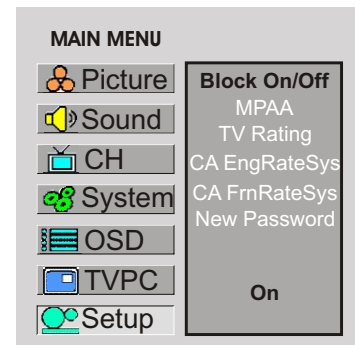 MAIN MENU
Picture
Sound
CH
System
OSD
TVPC
Setup
Block On/Off
MPAA
TV Rating
CA EngRateSys
CA FrnRateSys
New Password
On